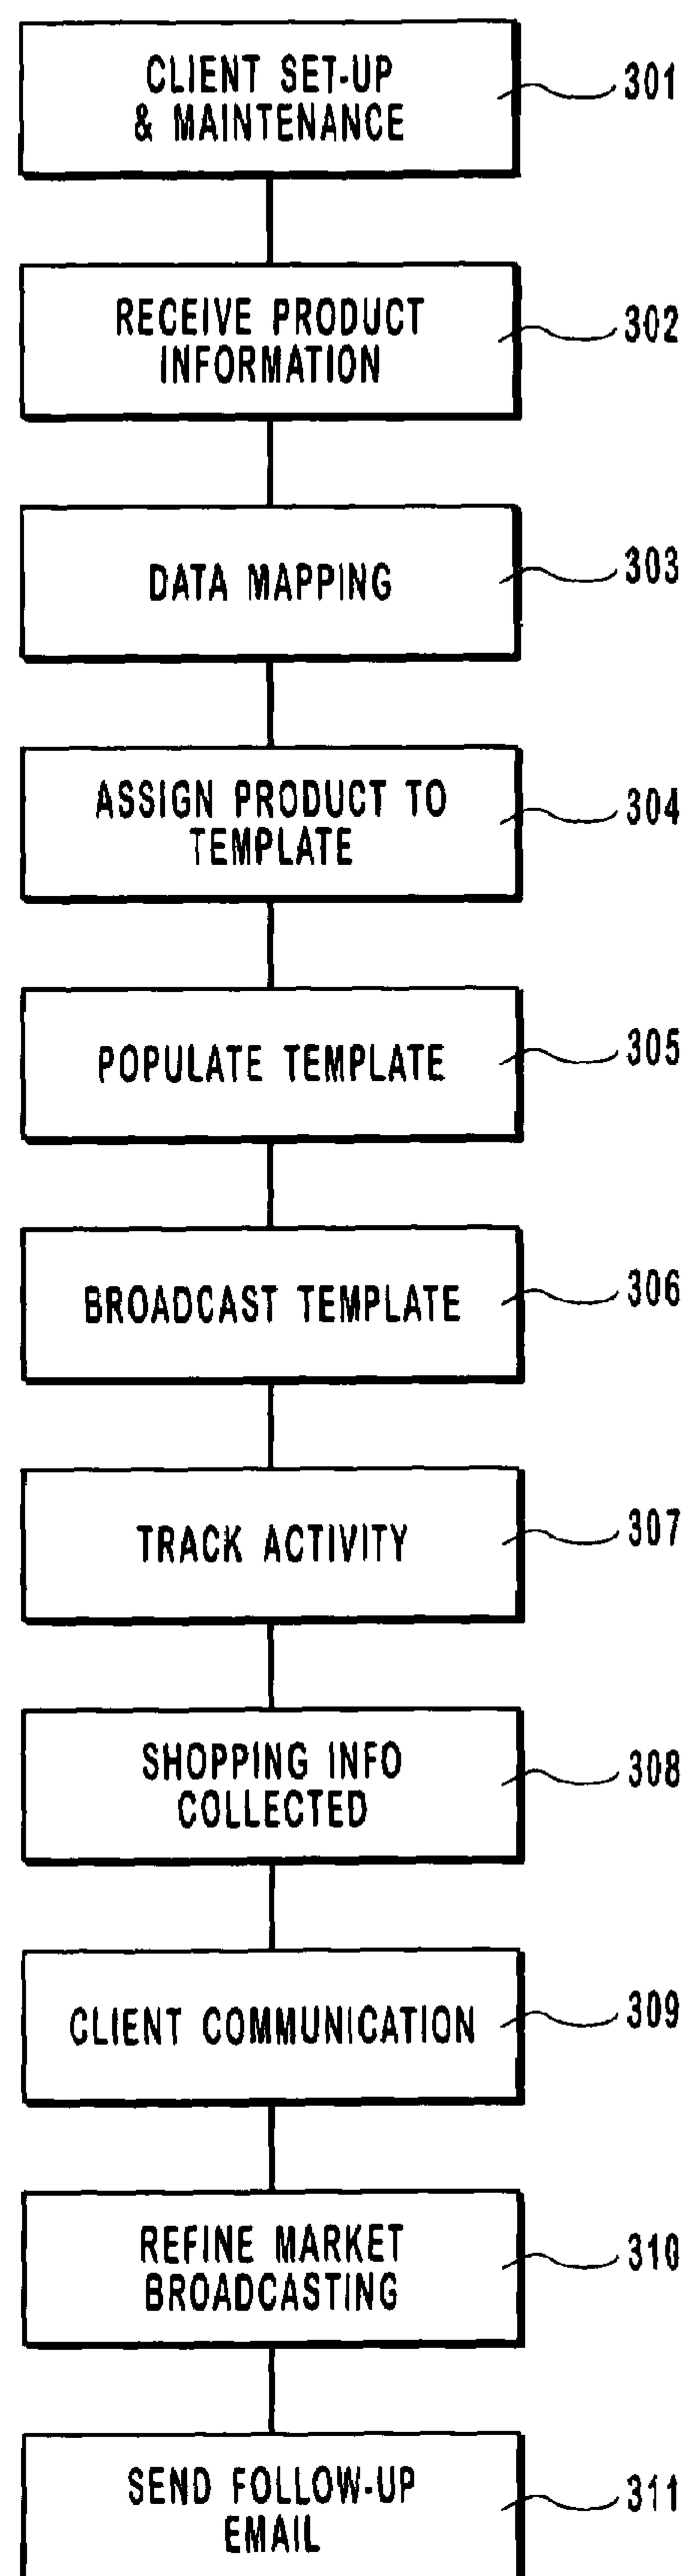 CLIENT SET-UP
& MAINTENANCE
301
RECEIVE PRODUCT
INFORMATION
302
DATA MAPPING
303
ASSIGN PRODUCT TO
TEMPLATE
304
POPULATE TEMPLATE
305
BROADCAST TEMPLATE
306
TRACK ACTIVITY
307
SHOPPING INFO
COLLECTED
308
CLIENT COMMUNICATION
309
REFINE MARKET
BROADCASTING
310
SEND FOLLOW-UP
EMAIL
311